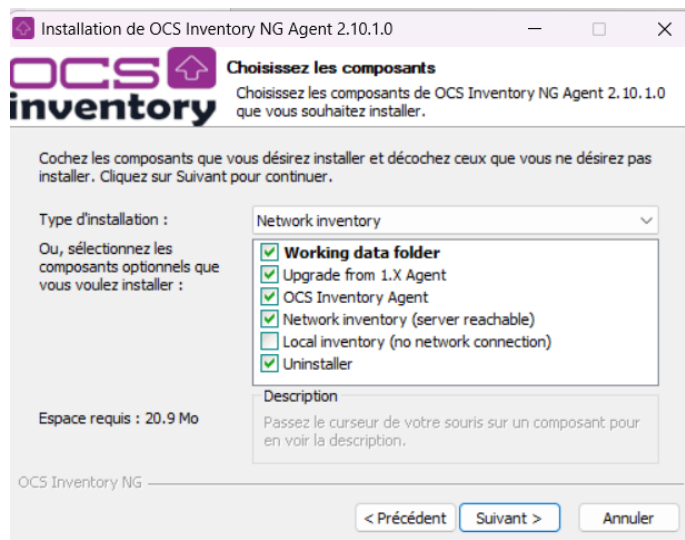 Installation de OCS Inventory NG Agent 2.10.1.0
OCS
inventory
Choisissez les composants
Choisissez les composants de OCS Inventory NG Agent 2.10.1.0
que vous souhaitez installer.
Cochez les composants que vous désirez installer et décochez ceux que vous ne désirez pas
installer. Cliquez sur Suivant pour continuer.
Type d'installation :
Network inventory
Ou, sélectionnez les
composants optionnels que
vous voulez installer :
Working data folder
Upgrade from 1.X Agent
OCS Inventory Agent
Network inventory (server reachable)
Local inventory (no network connection)
Uninstaller
Espace requis : 20.9 Mo
Description
Passez le curseur de votre souris sur un composant pour
en voir la description.
OCS Inventory NG
< Précédent
Suivant >
Annuler